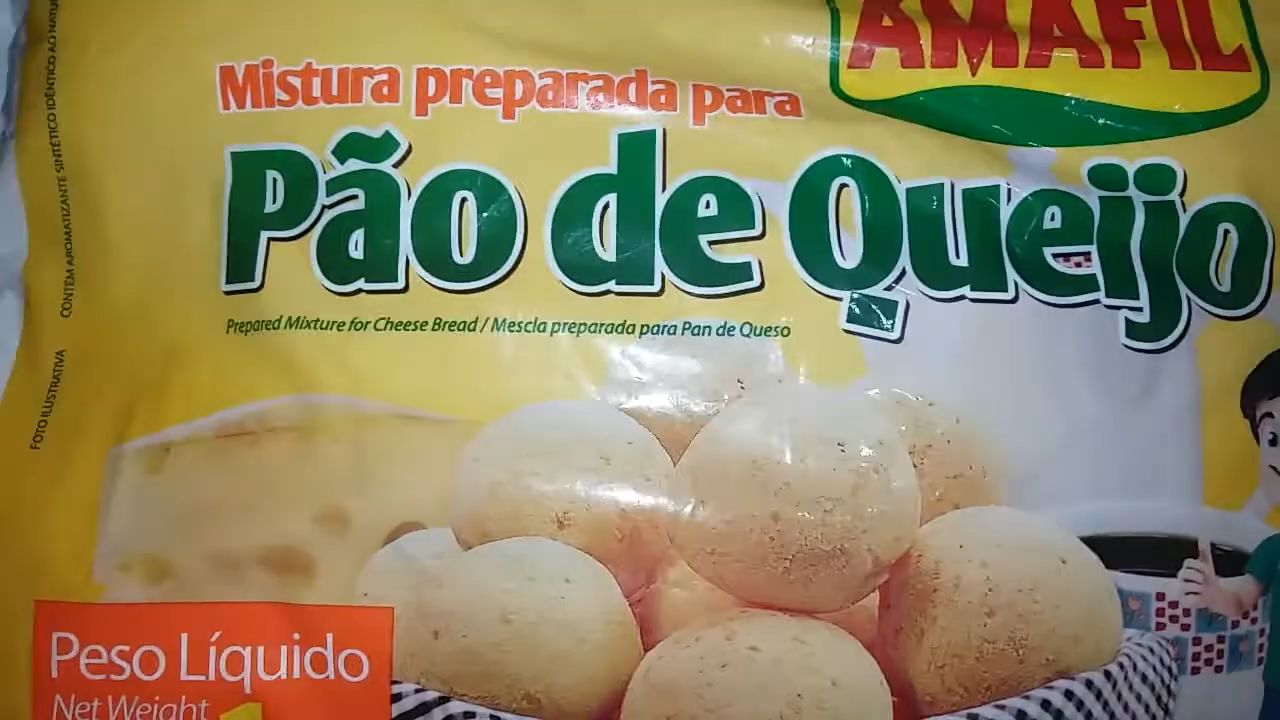 AMAFIL
Mistura preparada para
Pão de Queijo
Prepared Mixture for Cheese Bread / Mescla preparada para Pan de Queso
FOTO ILUSTRATIVA
CONTÉM AROMATIZANTE SINTÉTICO IDÊNTICO AO
Peso Líquido
Net Weight